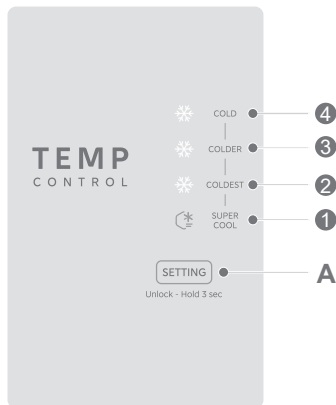 COLD
4
TEMP
CONTROL
COLDER
3
COLDEST
2
SUPER
COOL
1
SETTING
A
Unlock - Hold 3 sec